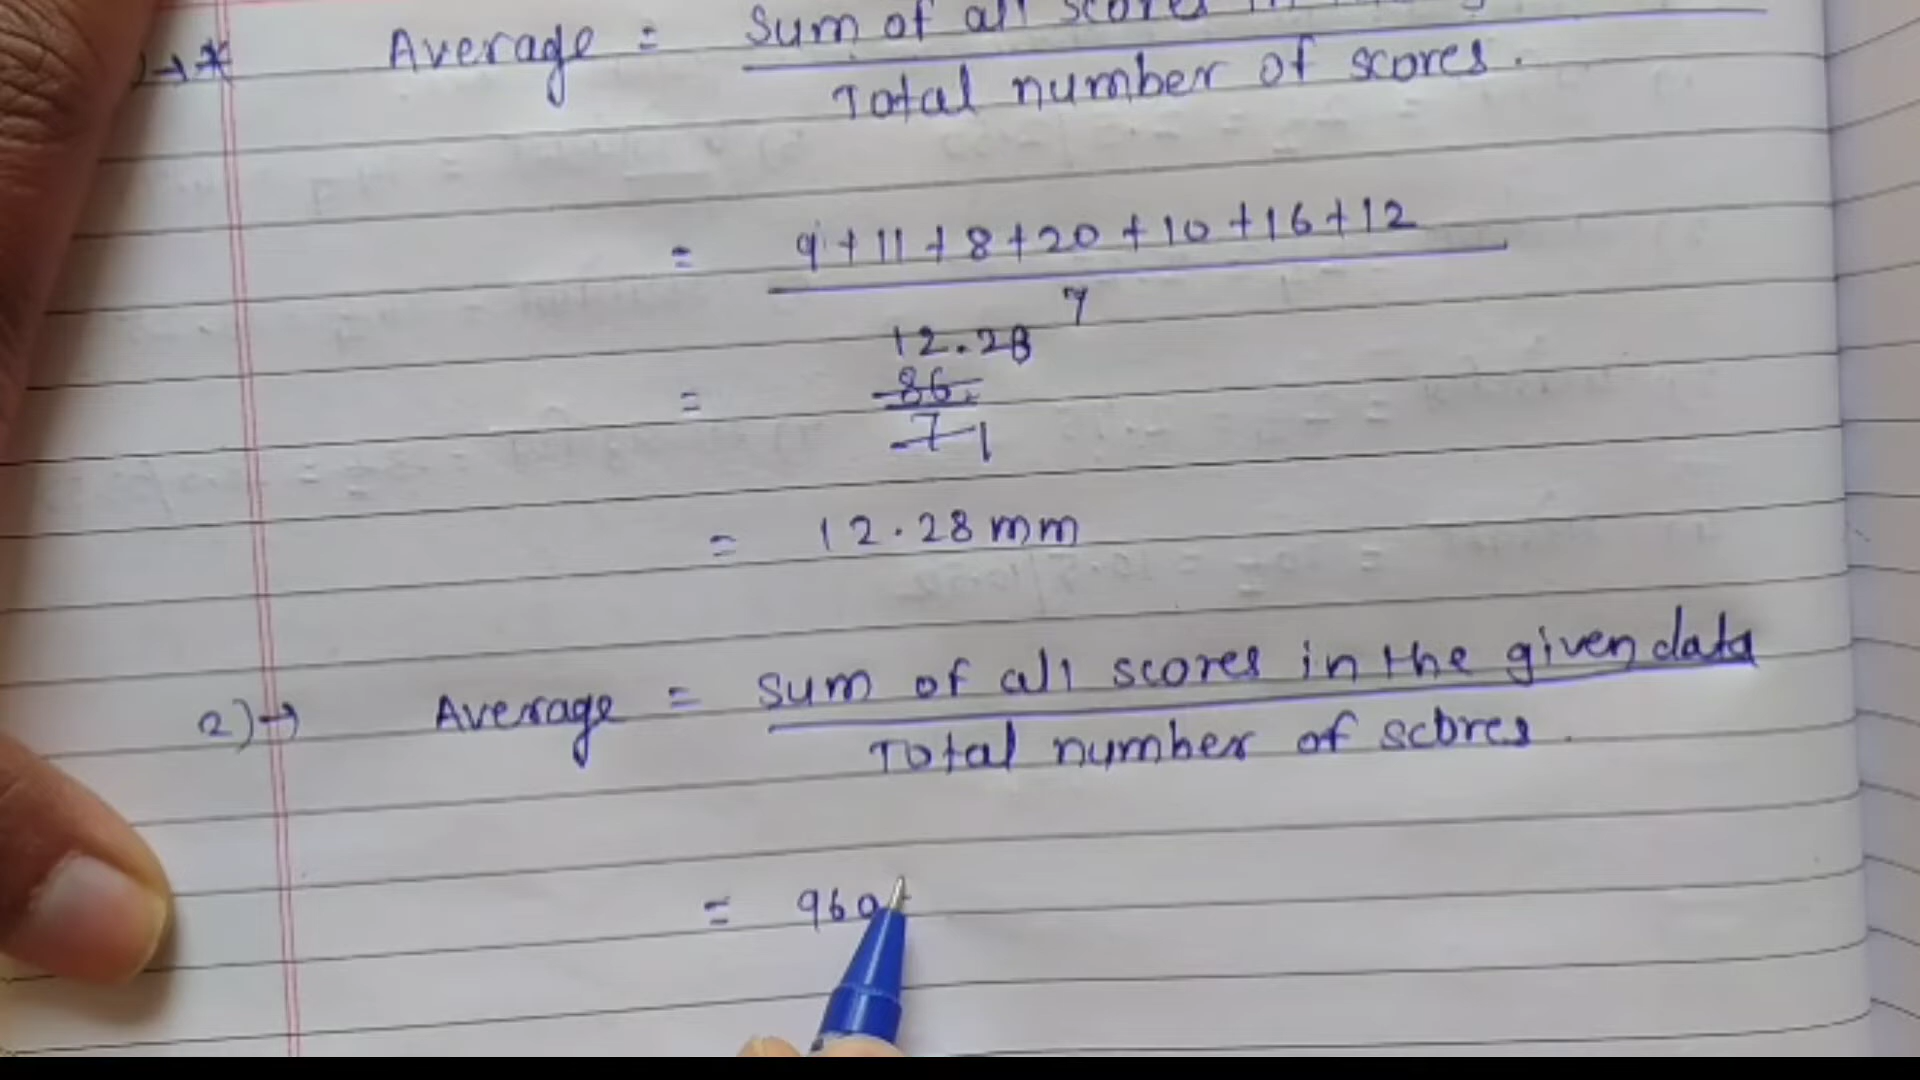 Average = Sum of all scores in
Total number of scores.
= 9+11+8+20+10+16+12
7
12.28
= 86
7 1
= 12.28 mm
2)→ Average = Sum of all scores in the given data
Total number of scores.
= 960